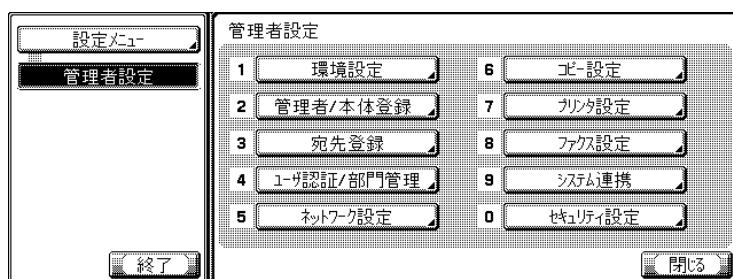 設定ﾒﾆｭｰ
管理者設定
終了
管理者設定
1 環境設定
2 管理者/本体登録
3 宛先登録
4 ﾕｰｻﾞ認証/部門管理
5 ﾈｯﾄﾜｰｸ設定
6 ｺﾋﾟｰ設定
7 ﾌﾟﾘﾝﾀ設定
8 ﾌｧｸｽ設定
9 ｼｽﾃﾑ連携
0 ｾｷｭﾘﾃｨ設定
閉じる